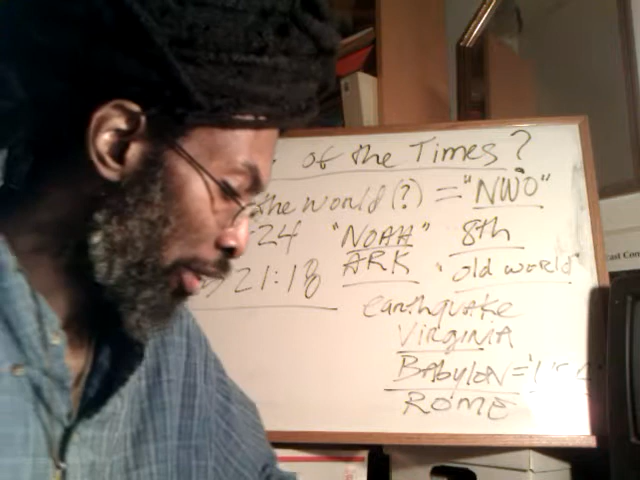 of the Times?
the world (?) = "NWO"
24 "NOAH" 8th
21:18 ARK "old world"
earthquake
Virginia
Babylon =
ROME